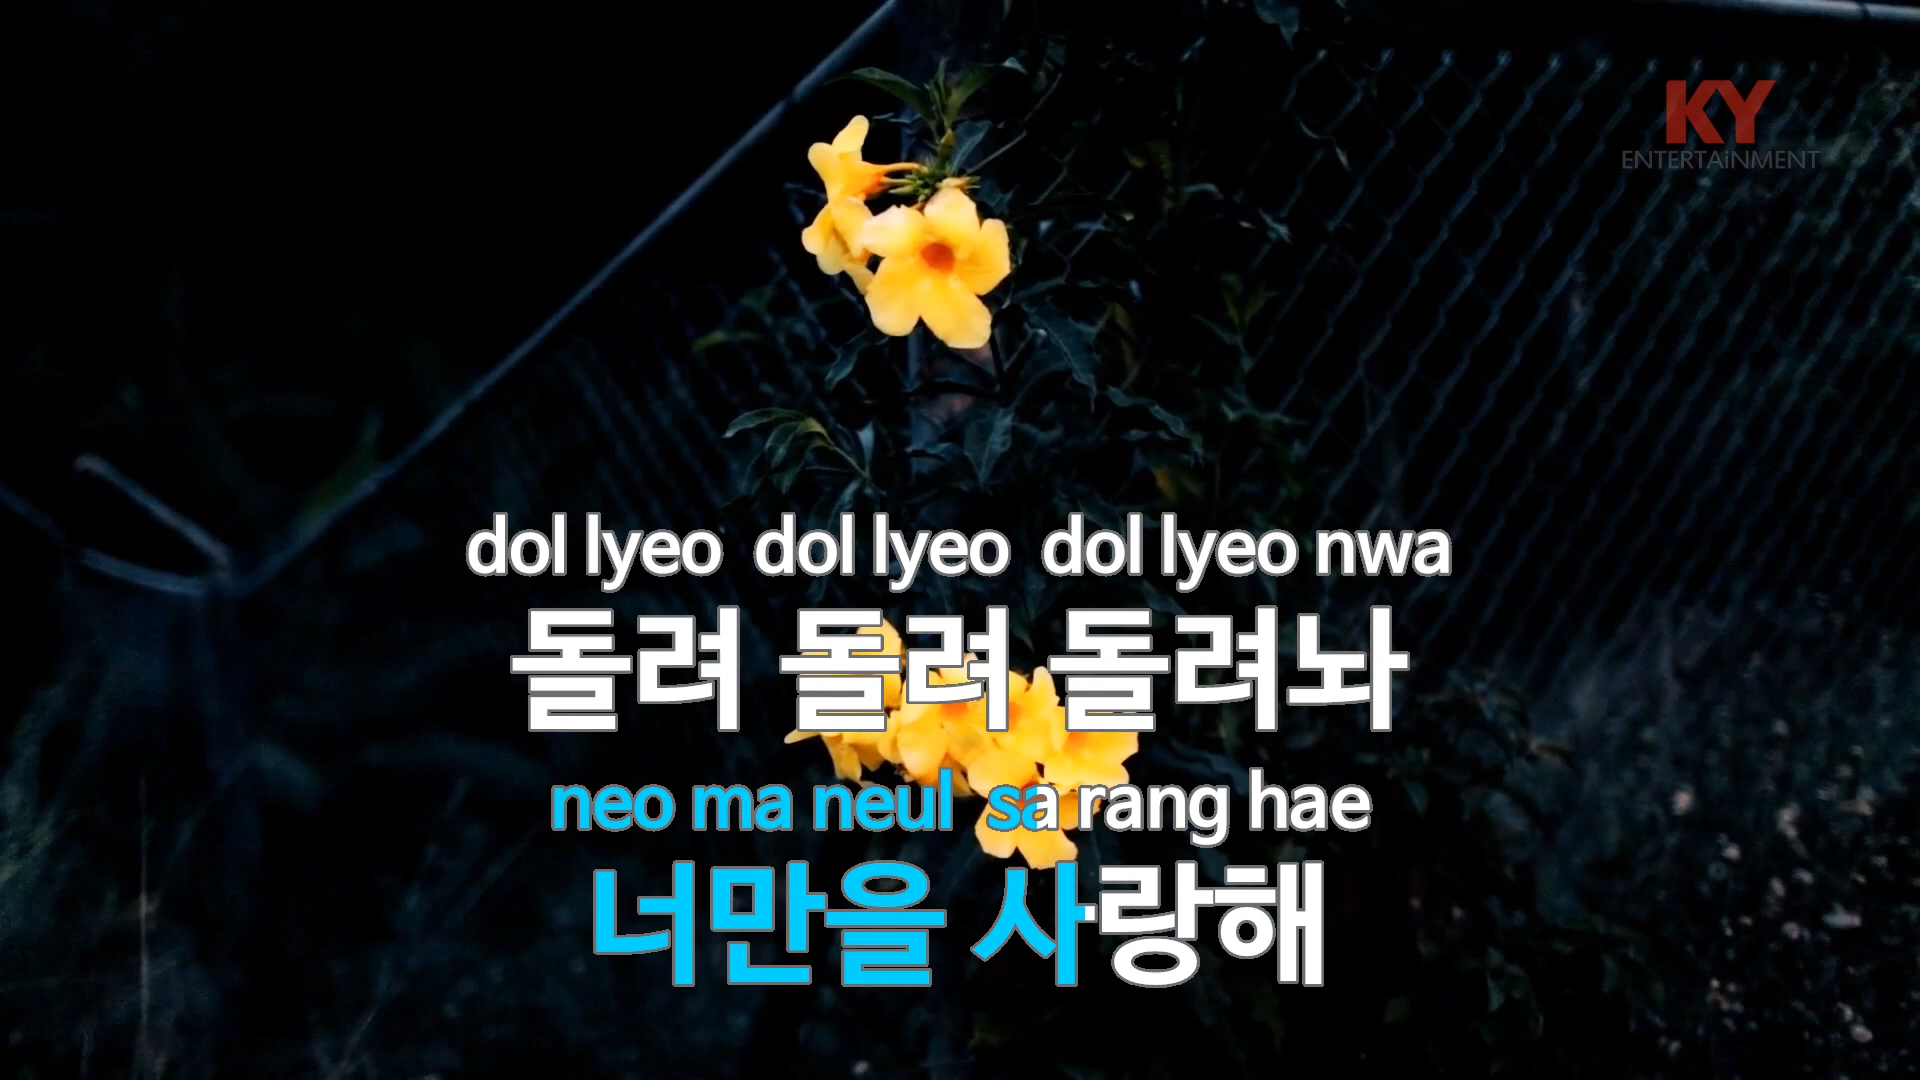 KY
ENTERTAiNMENT
dol lyeo dol lyeo dol lyeo nwa
돌려 돌려 돌려놔
neo ma neul sa rang hae
너만을 사랑해